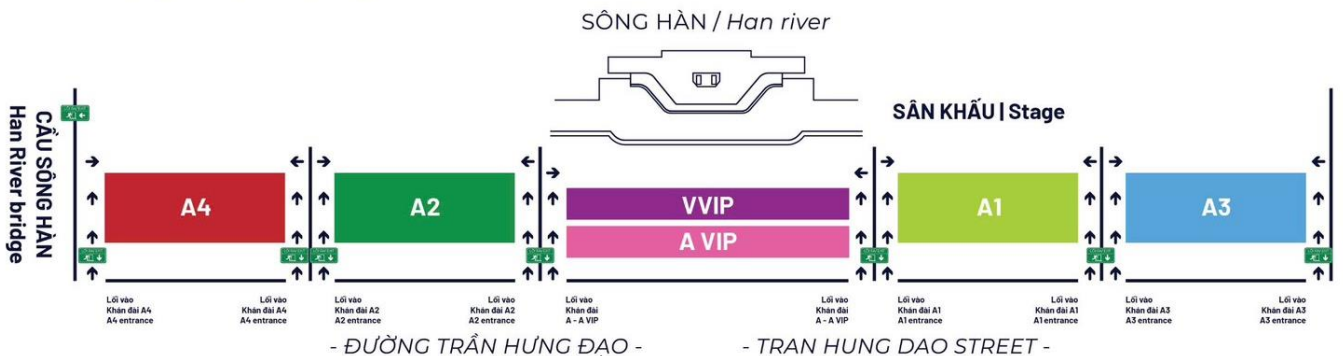 SÔNG HÀN / Han river
SÂN KHẤU | Stage
CẦU SÔNG HÀN
Han River bridge
A4
A2
VVIP
A VIP
A1
A3
Lối vào
Khán đài A4
A4 entrance
Lối vào
Khán đài A4
A4 entrance
Lối vào
Khán đài A2
A2 entrance
Lối vào
Khán đài A2
A2 entrance
Lối vào
Khán đài
A - A VIP
Lối vào
Khán đài
A - A VIP
Lối vào
Khán đài A1
A1 entrance
Lối vào
Khán đài A1
A1 entrance
Lối vào
Khán đài A3
A3 entrance
Lối vào
Khán đài A3
A3 entrance
- ĐƯỜNG TRẦN HƯNG ĐẠO -
- TRAN HUNG DAO STREET -